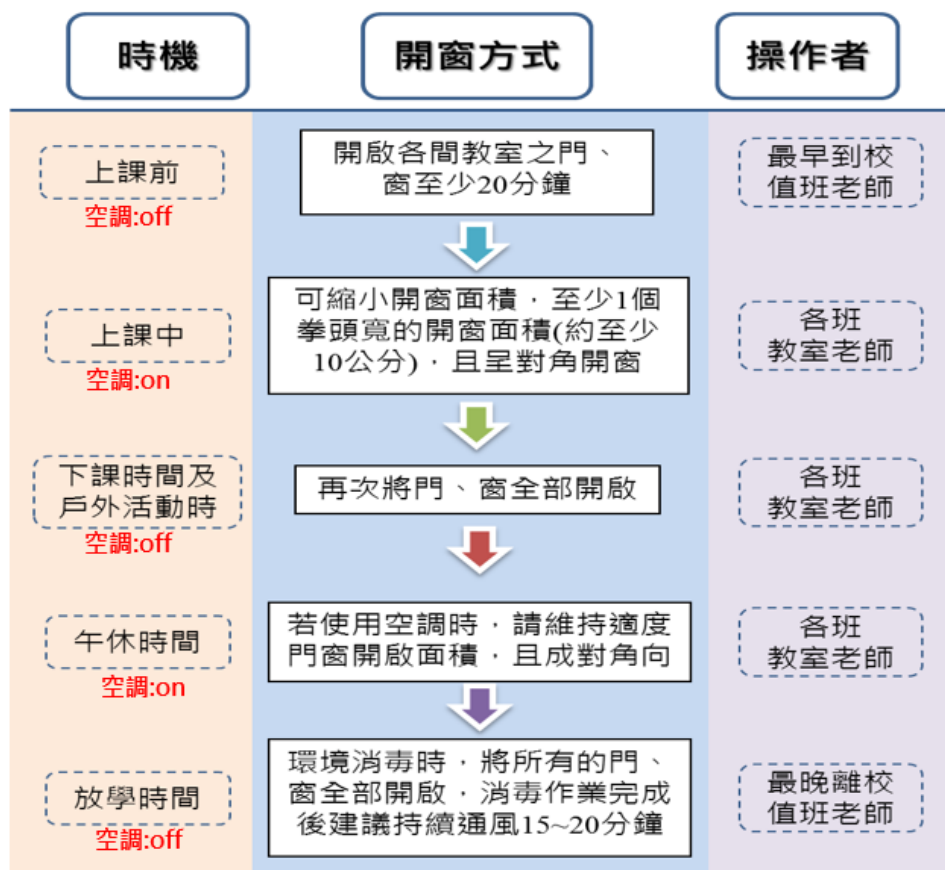 時機
開窗方式
操作者
上課前
空調:off
開啟各間教室之門、
窗至少20分鐘
最早到校
值班老師
上課中
空調:on
可縮小開窗面積，至少1個
拳頭寬的開窗面積(約至少
10公分)，且呈對角開窗
各班
教室老師
下課時間及
戶外活動時
空調:off
再次將門、窗全部開啟
各班
教室老師
午休時間
空調:on
若使用空調時，請維持適度
門窗開啟面積，且成對角向
各班
教室老師
放學時間
空調:off
環境消毒時，將所有的門、
窗全部開啟，消毒作業完成
後建議持續通風15~20分鐘
最晚離校
值班老師